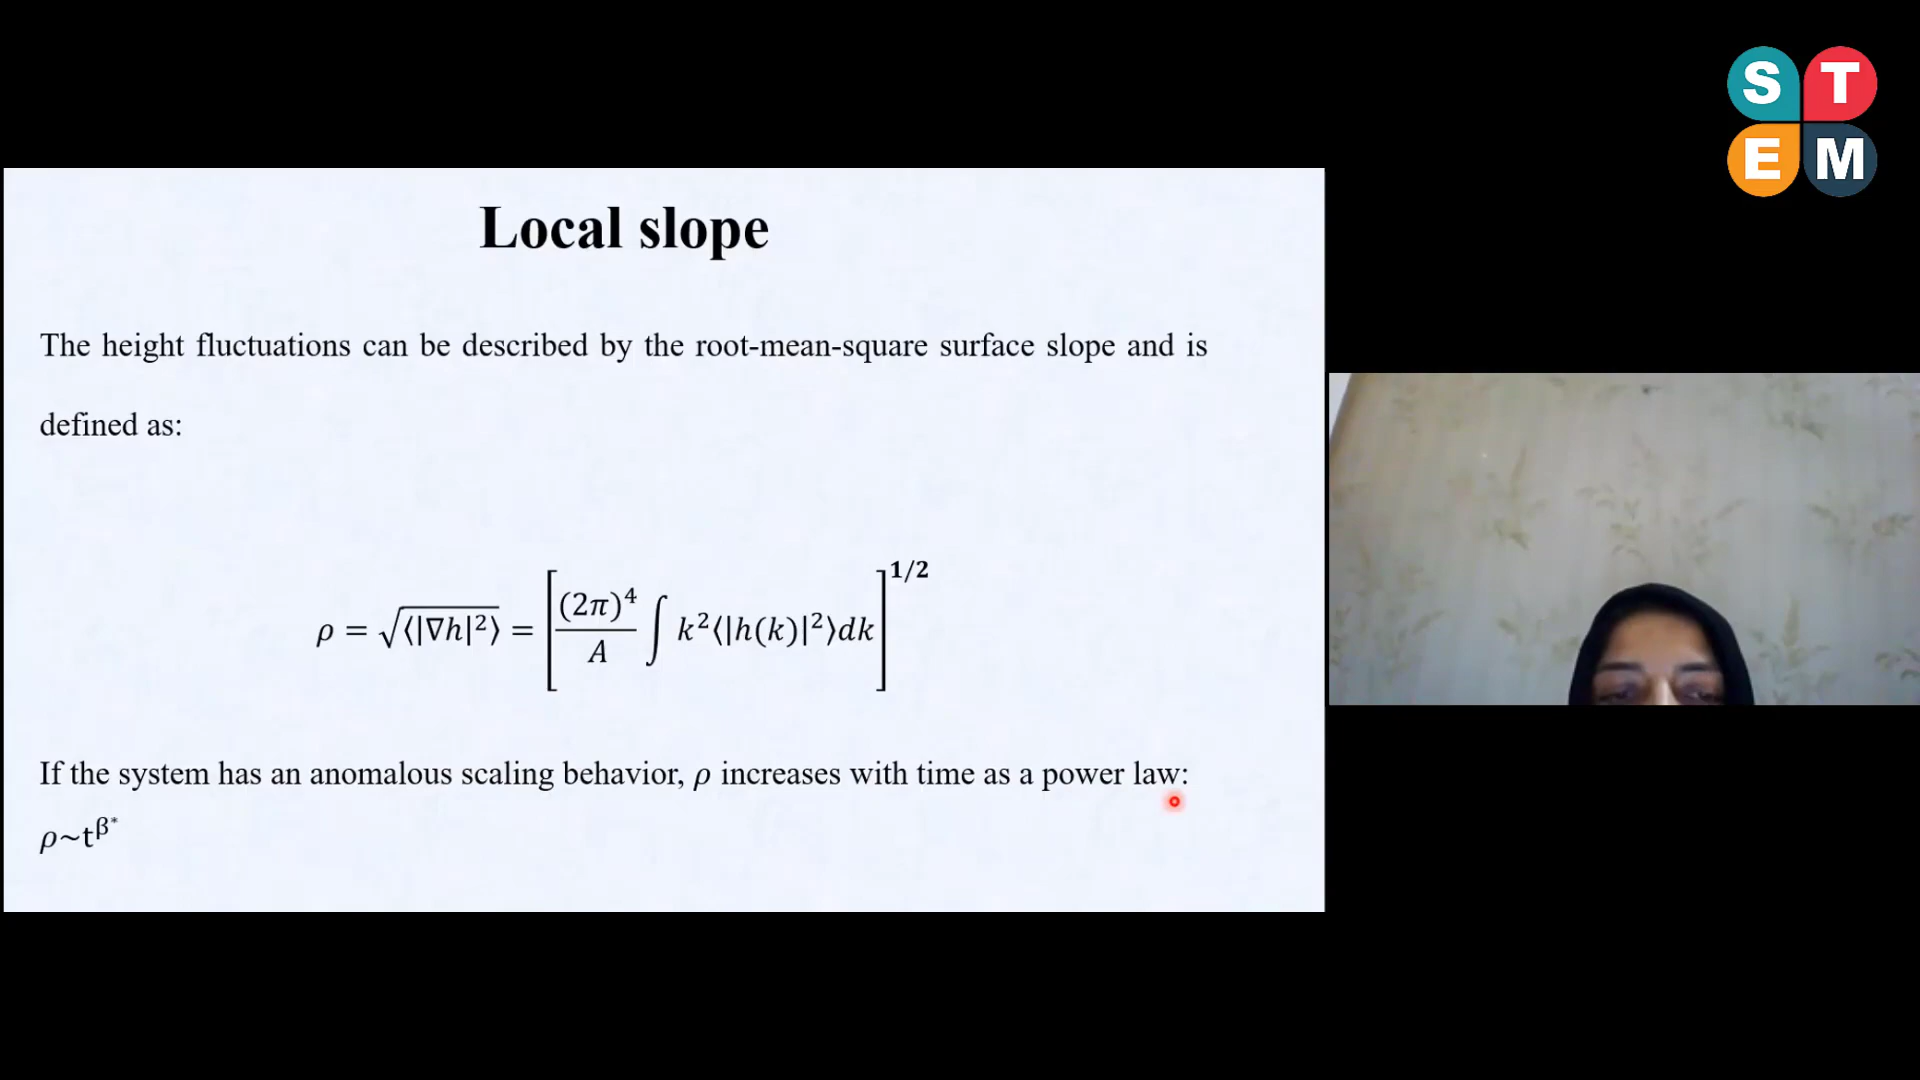 S T
E M
Local slope
The height fluctuations can be described by the root-mean-square surface slope and is
defined as:
ρ = √⟨|∇h|²⟩ = [(2π)⁴/A ∫ k²⟨|h(k)|²⟩dk]^1/2
If the system has an anomalous scaling behavior, ρ increases with time as a power law:
ρ~t^β*